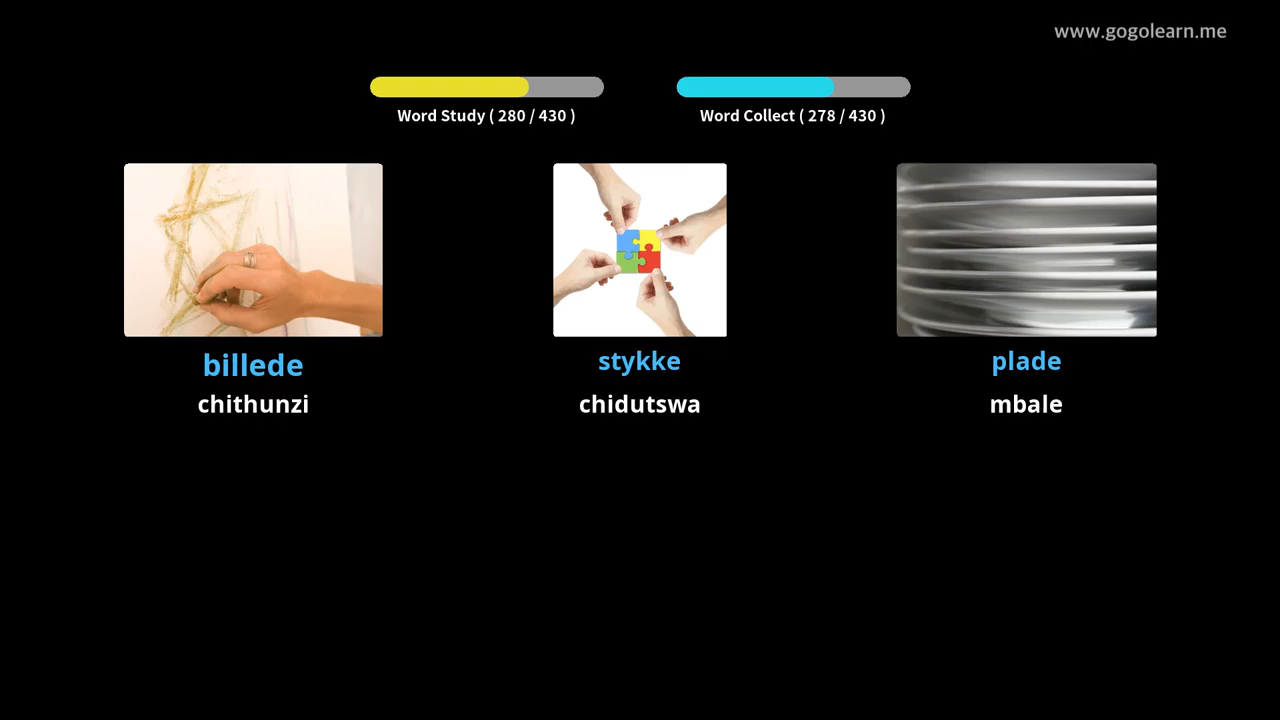 www.gogolearn.me
Word Study ( 280 / 430 )
Word Collect ( 278 / 430 )
billede
stykke
plade
chithunzi
chidutswa
mbale